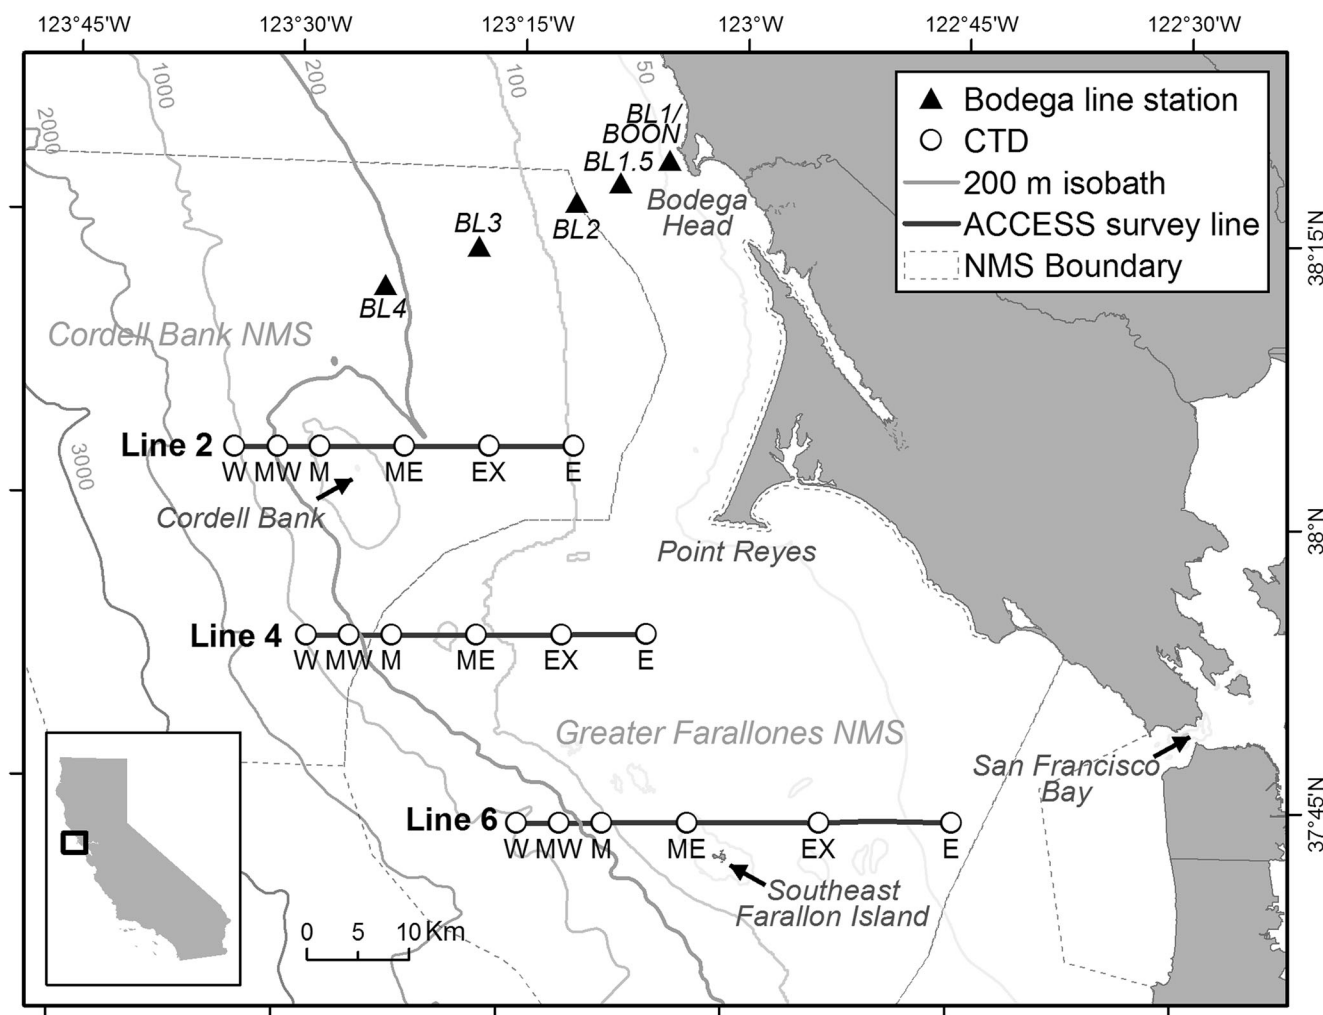 123°45'W 123°30'W 123°15'W 123°W 122°45'W 122°30'W
2000
1000
200
100
50
BL1/
BOON
BL1.5
BL2
BL3
BL4
Bodega
Head
Bodega line station
CTD
200 m isobath
ACCESS survey line
NMS Boundary
38°15'N
Cordell Bank NMS
Line 2
W MW M ME EX E
3000
Cordell Bank
38°N
Point Reyes
Line 4
W MW M ME EX E
Greater Farallones NMS
San Francisco
Bay
37°45'N
Line 6
W MW M ME EX E
Southeast
Farallon Island
0 5 10 Km